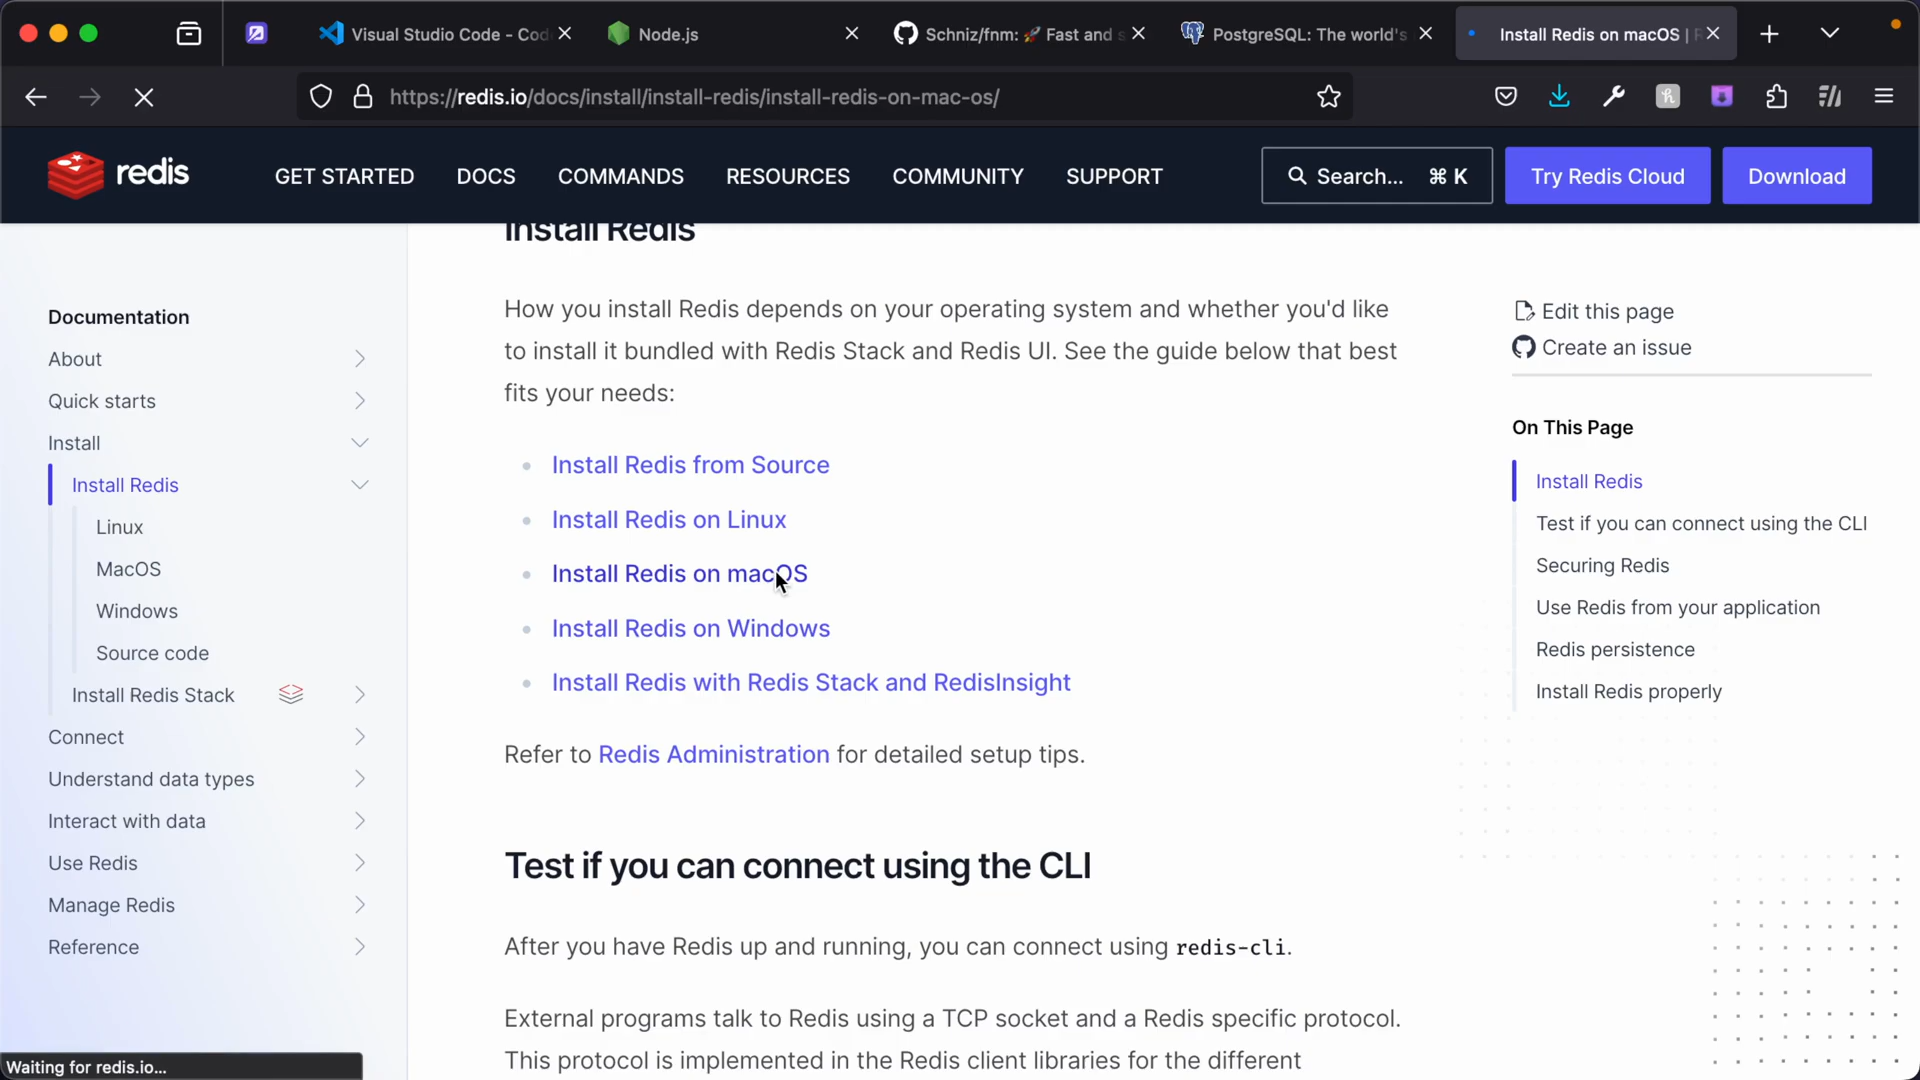 Visual Studio Code - Cod
Node.js
Schniz/fnm: 🚀 Fast and s
PostgreSQL: The world's
Install Redis on macOS | R
https://redis.io/docs/install/install-redis/install-redis-on-mac-os/
redis
GET STARTED
DOCS
COMMANDS
RESOURCES
COMMUNITY
SUPPORT
Search... ⌘ K
Try Redis Cloud
Download
Documentation
About
Quick starts
Install
Install Redis
Linux
MacOS
Windows
Source code
Install Redis Stack
Connect
Understand data types
Interact with data
Use Redis
Manage Redis
Reference
Install Redis
How you install Redis depends on your operating system and whether you'd like
to install it bundled with Redis Stack and Redis UI. See the guide below that best
fits your needs:
Install Redis from Source
Install Redis on Linux
Install Redis on macOS
Install Redis on Windows
Install Redis with Redis Stack and RedisInsight
Refer to Redis Administration for detailed setup tips.
Test if you can connect using the CLI
After you have Redis up and running, you can connect using redis-cli.
External programs talk to Redis using a TCP socket and a Redis specific protocol.
This protocol is implemented in the Redis client libraries for the different
Edit this page
Create an issue
On This Page
Install Redis
Test if you can connect using the CLI
Securing Redis
Use Redis from your application
Redis persistence
Install Redis properly
Waiting for redis.io...